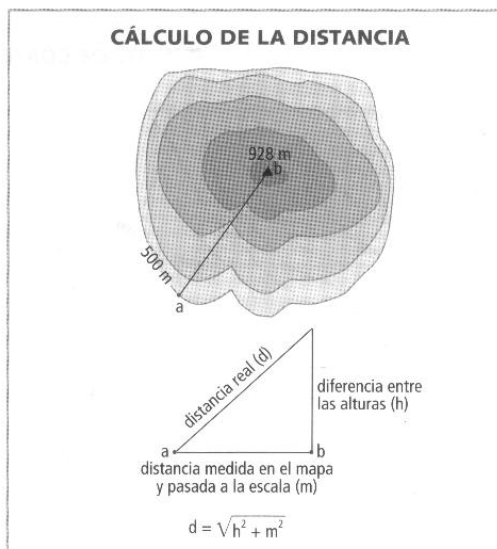 CÁLCULO DE LA DISTANCIA
928 m
b
500 m
a
distancia real (d)
diferencia entre
las alturas (h)
a
b
distancia medida en el mapa
y pasada a la escala (m)
d = √h² + m²